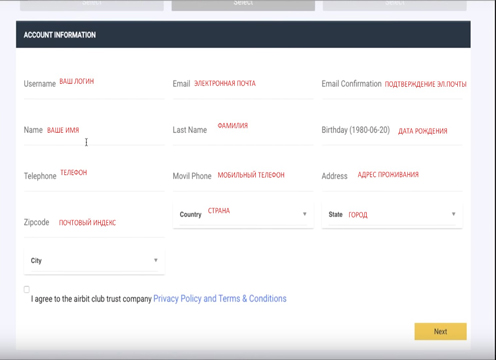 Select Select Select
ACCOUNT INFORMATION
Username ВАШ ЛОГИН Email ЭЛЕКТРОННАЯ ПОЧТА Email Confirmation ПОДТВЕРЖДЕНИЕ ЭЛ.ПОЧТЫ
Name ВАШЕ ИМЯ Last Name ФАМИЛИЯ Birthday (1980-06-20) ДАТА РОЖДЕНИЯ
Telephone ТЕЛЕФОН Movil Phone МОБИЛЬНЫЙ ТЕЛЕФОН Address АДРЕС ПРОЖИВАНИЯ
Zipcode ПОЧТОВЫЙ ИНДЕКС Country СТРАНА State ГОРОД
City
I agree to the airbit club trust company Privacy Policy and Terms & Conditions
Next